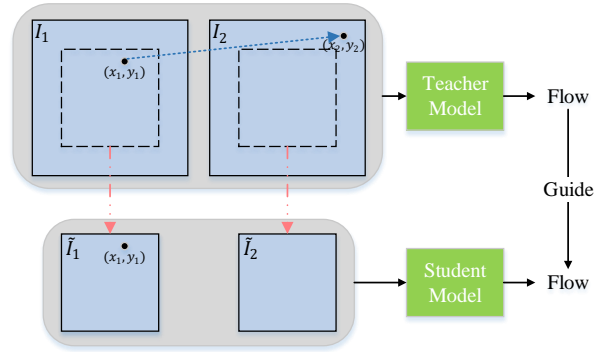 I₁
I₂
(x₁, y₁)
(x₂, y₂)
Teacher
Model
Flow
Guide
Ĩ₁
Ĩ₂
(x₁, y₁)
Student
Model
Flow